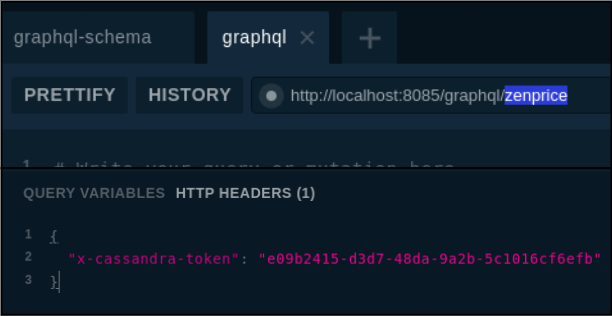 graphql-schema graphql × +
PRETTIFY HISTORY http://localhost:8085/graphql/zenprice
1 # Write your query or mutation here
QUERY VARIABLES HTTP HEADERS (1)
1 {
2 "x-cassandra-token": "e09b2415-d3d7-48da-9a2b-5c1016cf6efb"
3 }